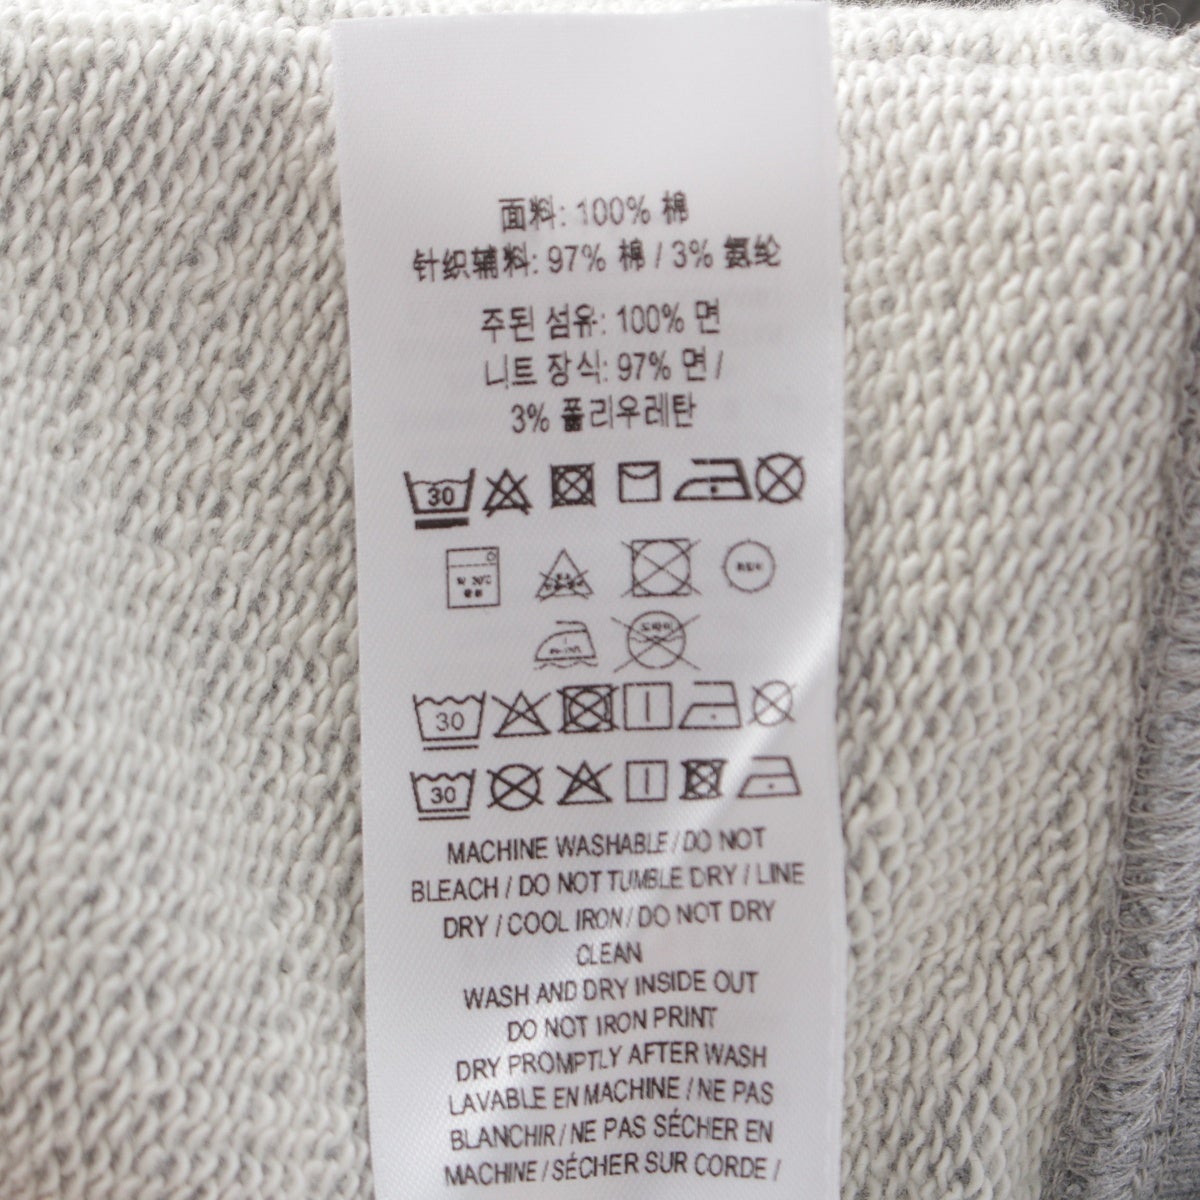 面料: 100% 棉
针织辅料: 97% 棉 / 3% 氨纶
주된 섬유: 100% 면
니트 장식: 97% 면 /
3% 폴리우레탄
30
30
30
MACHINE WASHABLE / DO NOT
BLEACH / DO NOT TUMBLE DRY / LINE
DRY / COOL IRON / DO NOT DRY
CLEAN
WASH AND DRY INSIDE OUT
DO NOT IRON PRINT
DRY PROMPTLY AFTER WASH
LAVABLE EN MACHINE / NE PAS
BLANCHIR / NE PAS SÉCHER EN
MACHINE / SÉCHER SUR CORDE /